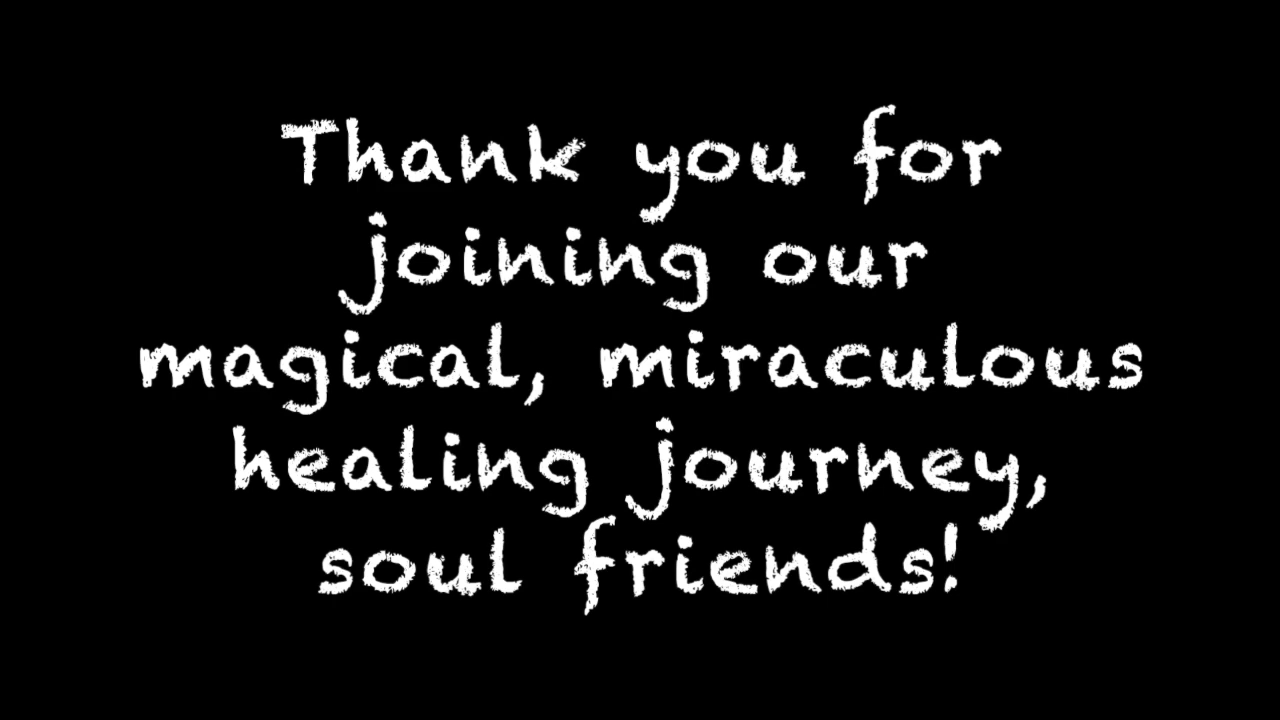 Thank you for
joining our
magical, miraculous
healing journey,
soul friends!